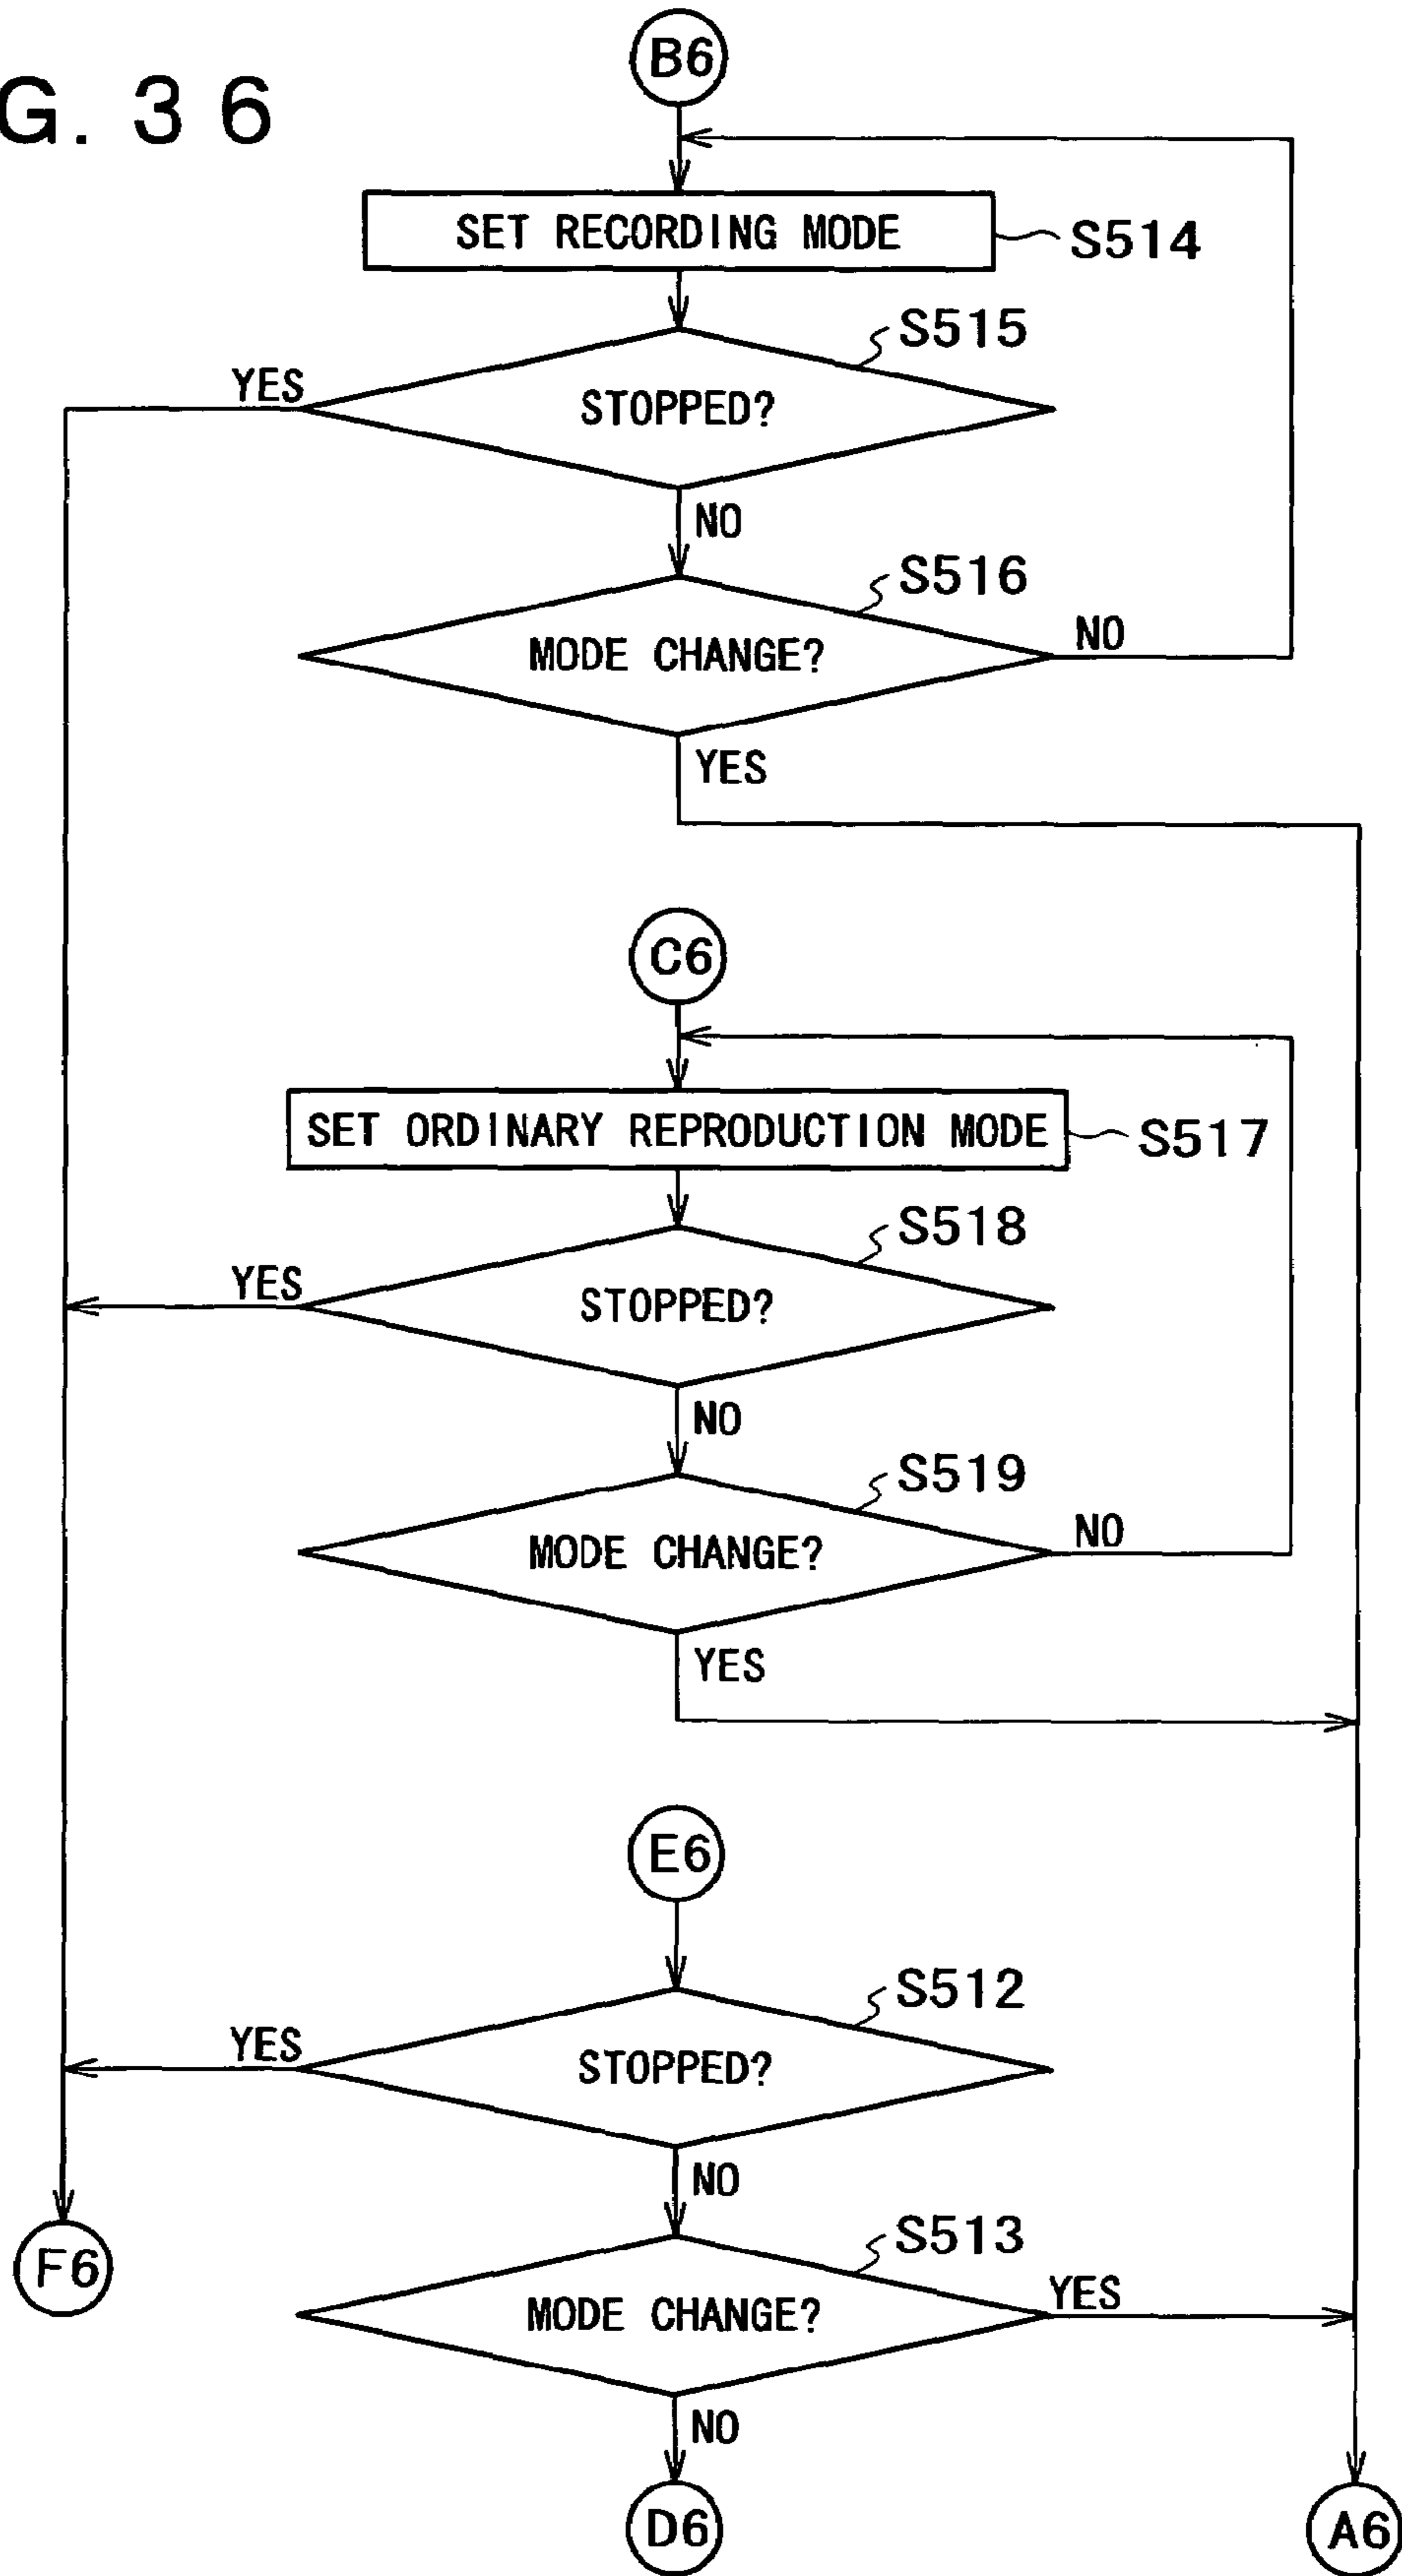 G. 36
B6
SET RECORDING MODE
S514
S515
YES
STOPPED?
NO
S516
MODE CHANGE?
NO
YES
C6
SET ORDINARY REPRODUCTION MODE
S517
S518
YES
STOPPED?
NO
S519
MODE CHANGE?
NO
YES
E6
S512
YES
STOPPED?
NO
S513
F6
MODE CHANGE?
YES
NO
D6
A6